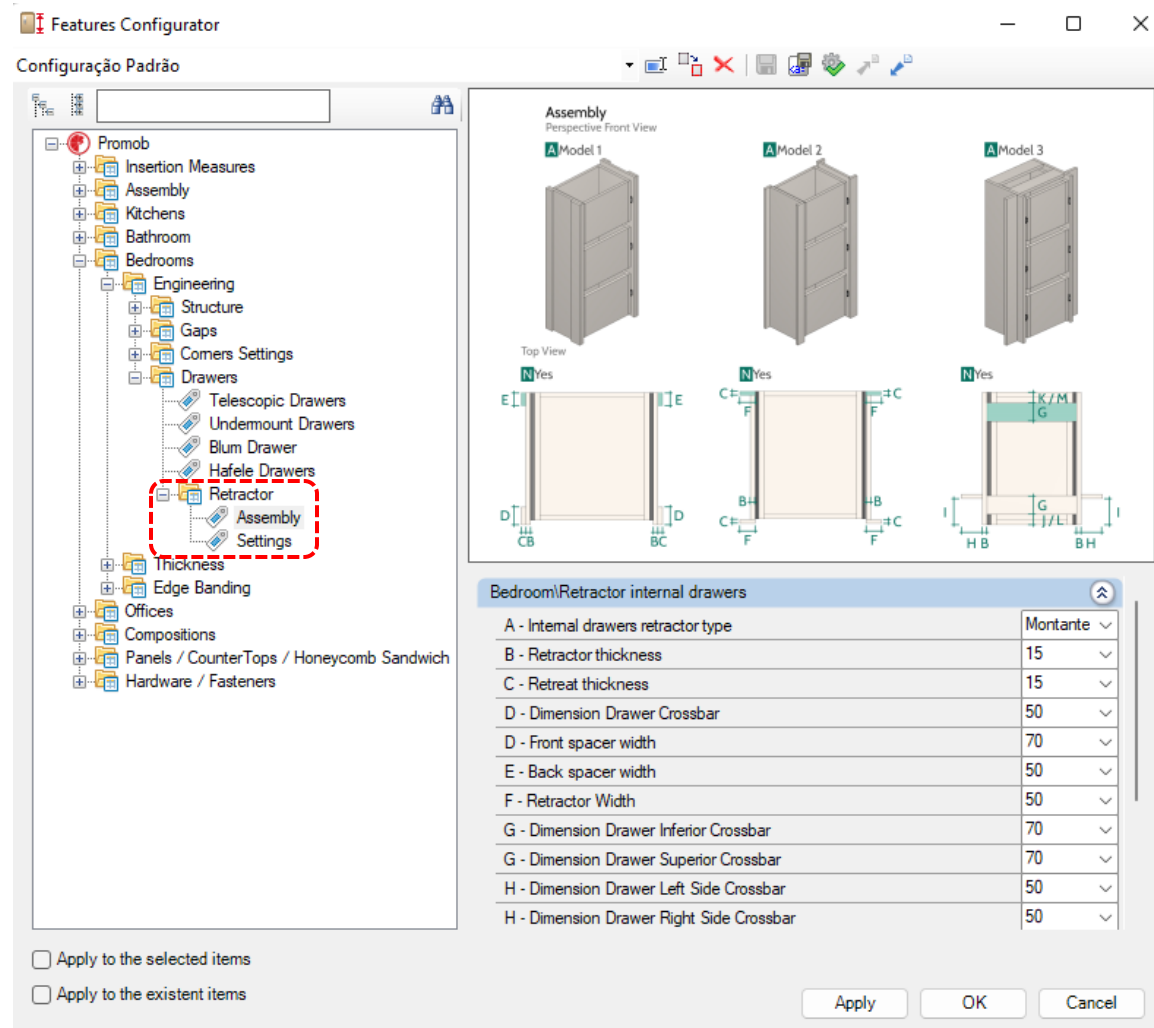 Features Configurator
Configuração Padrão
Promob
Insertion Measures
Assembly
Kitchens
Bathroom
Bedrooms
Engineering
Structure
Gaps
Corners Settings
Drawers
Telescopic Drawers
Undermount Drawers
Blum Drawer
Hafele Drawers
Retractor
Assembly
Settings
Thickness
Edge Banding
Offices
Compositions
Panels / CounterTops / Honeycomb Sandwich
Hardware / Fasteners
Assembly
Perspective Front View
A Model 1 A Model 2 A Model 3
Top View
N Yes N Yes N Yes
E E C C K/M
F F G
B B
D D C C I G I
CB BC F F J/L
H B B H
Bedroom\Retractor internal drawers
A - Internal drawers retractor type Montante
B - Retractor thickness 15
C - Retreat thickness 15
D - Dimension Drawer Crossbar 50
D - Front spacer width 70
E - Back spacer width 50
F - Retractor Width 50
G - Dimension Drawer Inferior Crossbar 70
G - Dimension Drawer Superior Crossbar 70
H - Dimension Drawer Left Side Crossbar 50
H - Dimension Drawer Right Side Crossbar 50
Apply to the selected items
Apply to the existent items
Apply OK Cancel